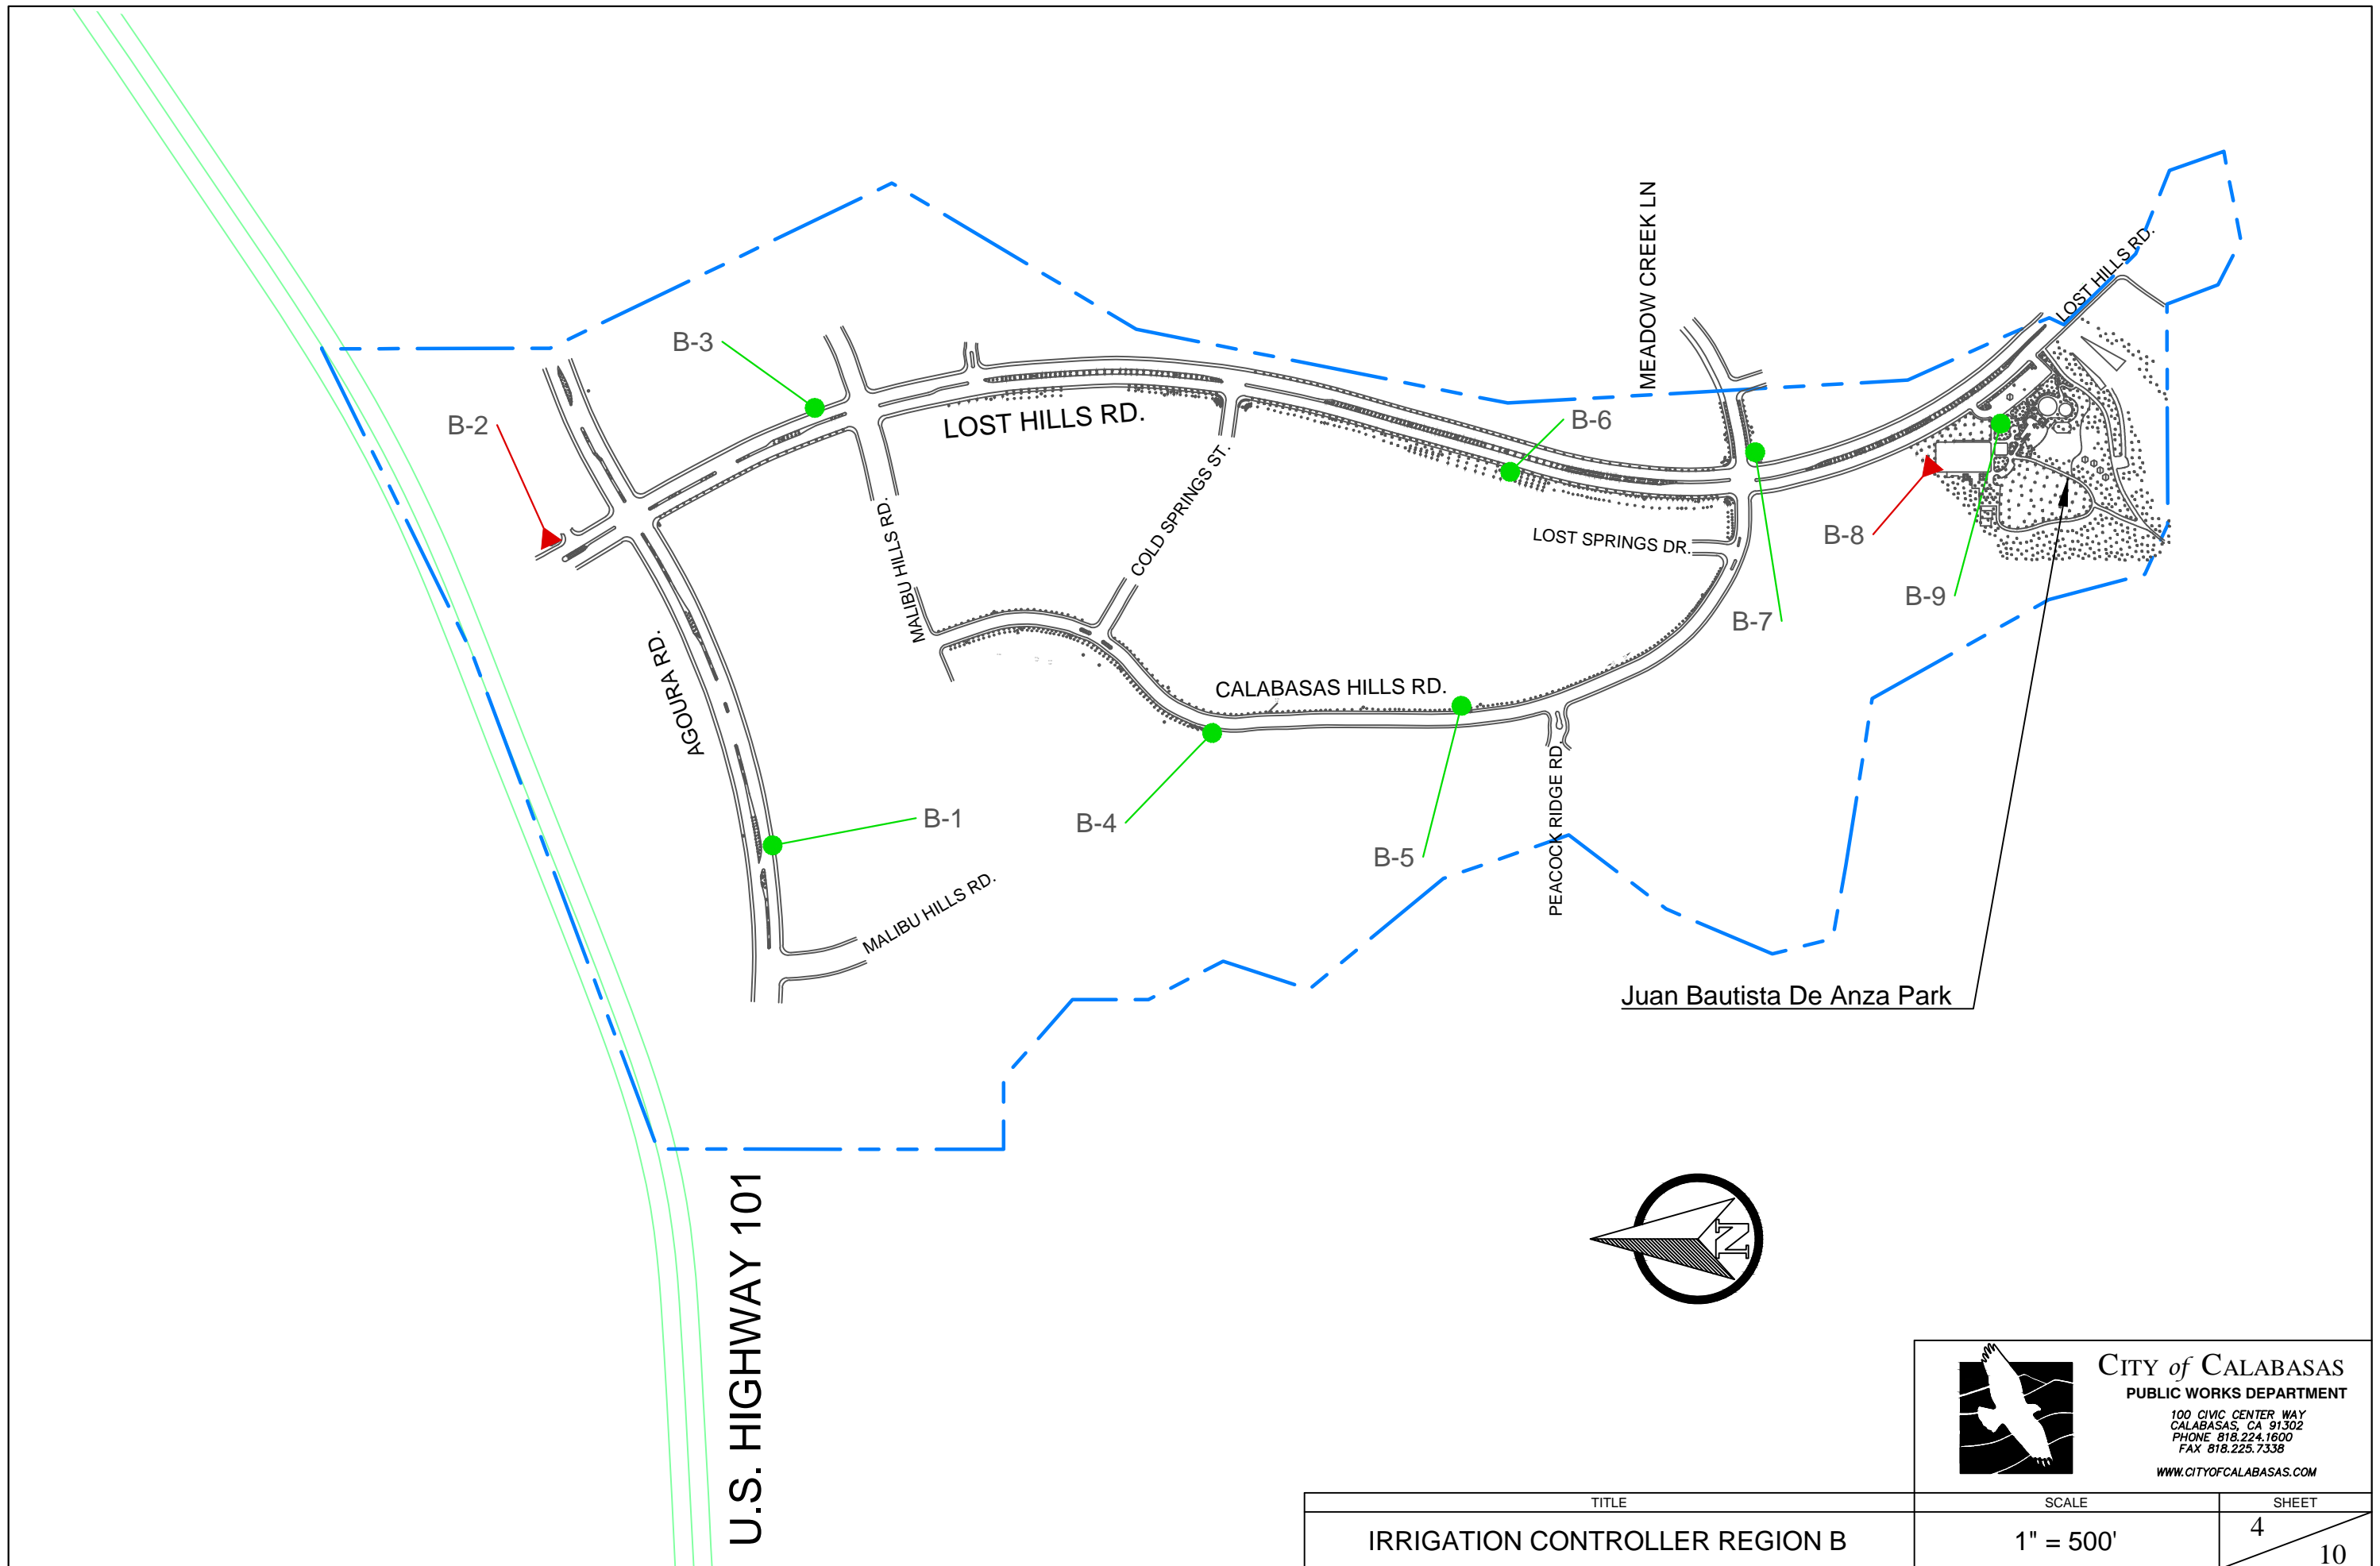 MEADOW CREEK LN
LOST HILLS RD.
B-3
B-2
LOST HILLS RD.
B-6
COLD SPRINGS ST.
MALIBU HILLS RD.
LOST SPRINGS DR.
B-8
B-9
B-7
AGOURA RD.
CALABASAS HILLS RD.
B-1
B-4
B-5
PEACOCK RIDGE RD.
MALIBU HILLS RD.
Juan Bautista De Anza Park
U.S. HIGHWAY 101
N
CITY of CALABASAS
PUBLIC WORKS DEPARTMENT
100 CIVIC CENTER WAY
CALABASAS, CA 91302
PHONE 818.224.1600
FAX 818.225.7338
WWW.CITYOFCALABASAS.COM
TITLE
SCALE
SHEET
IRRIGATION CONTROLLER REGION B
1" = 500'
4
10